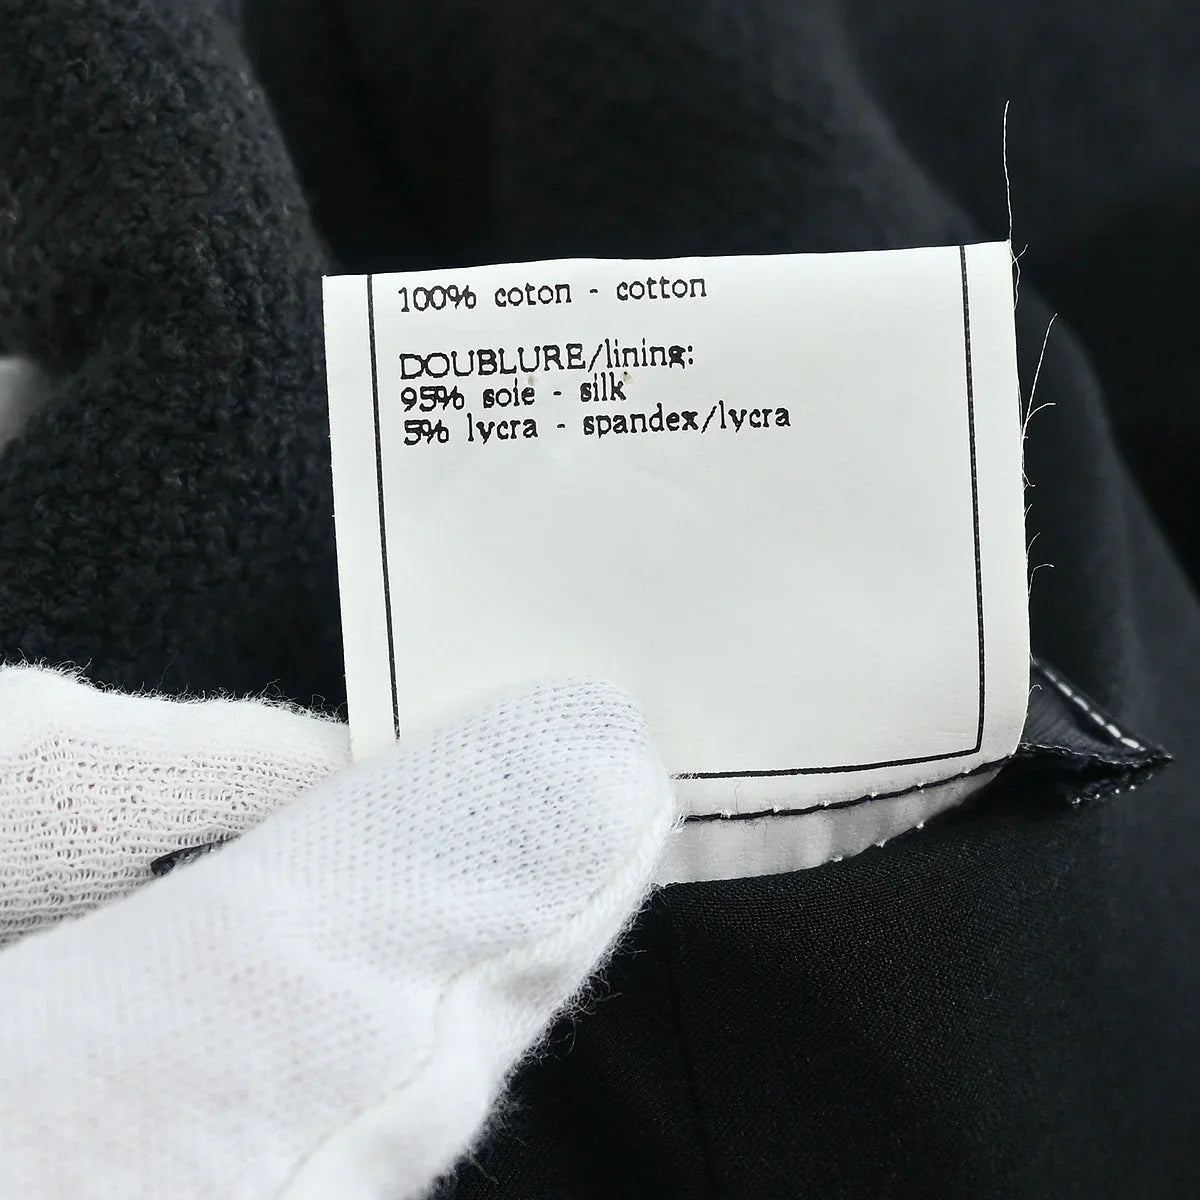 100% coton - cotton
DOUBLURE/lining:
95% soie - silk
5% lycra - spandex/lycra